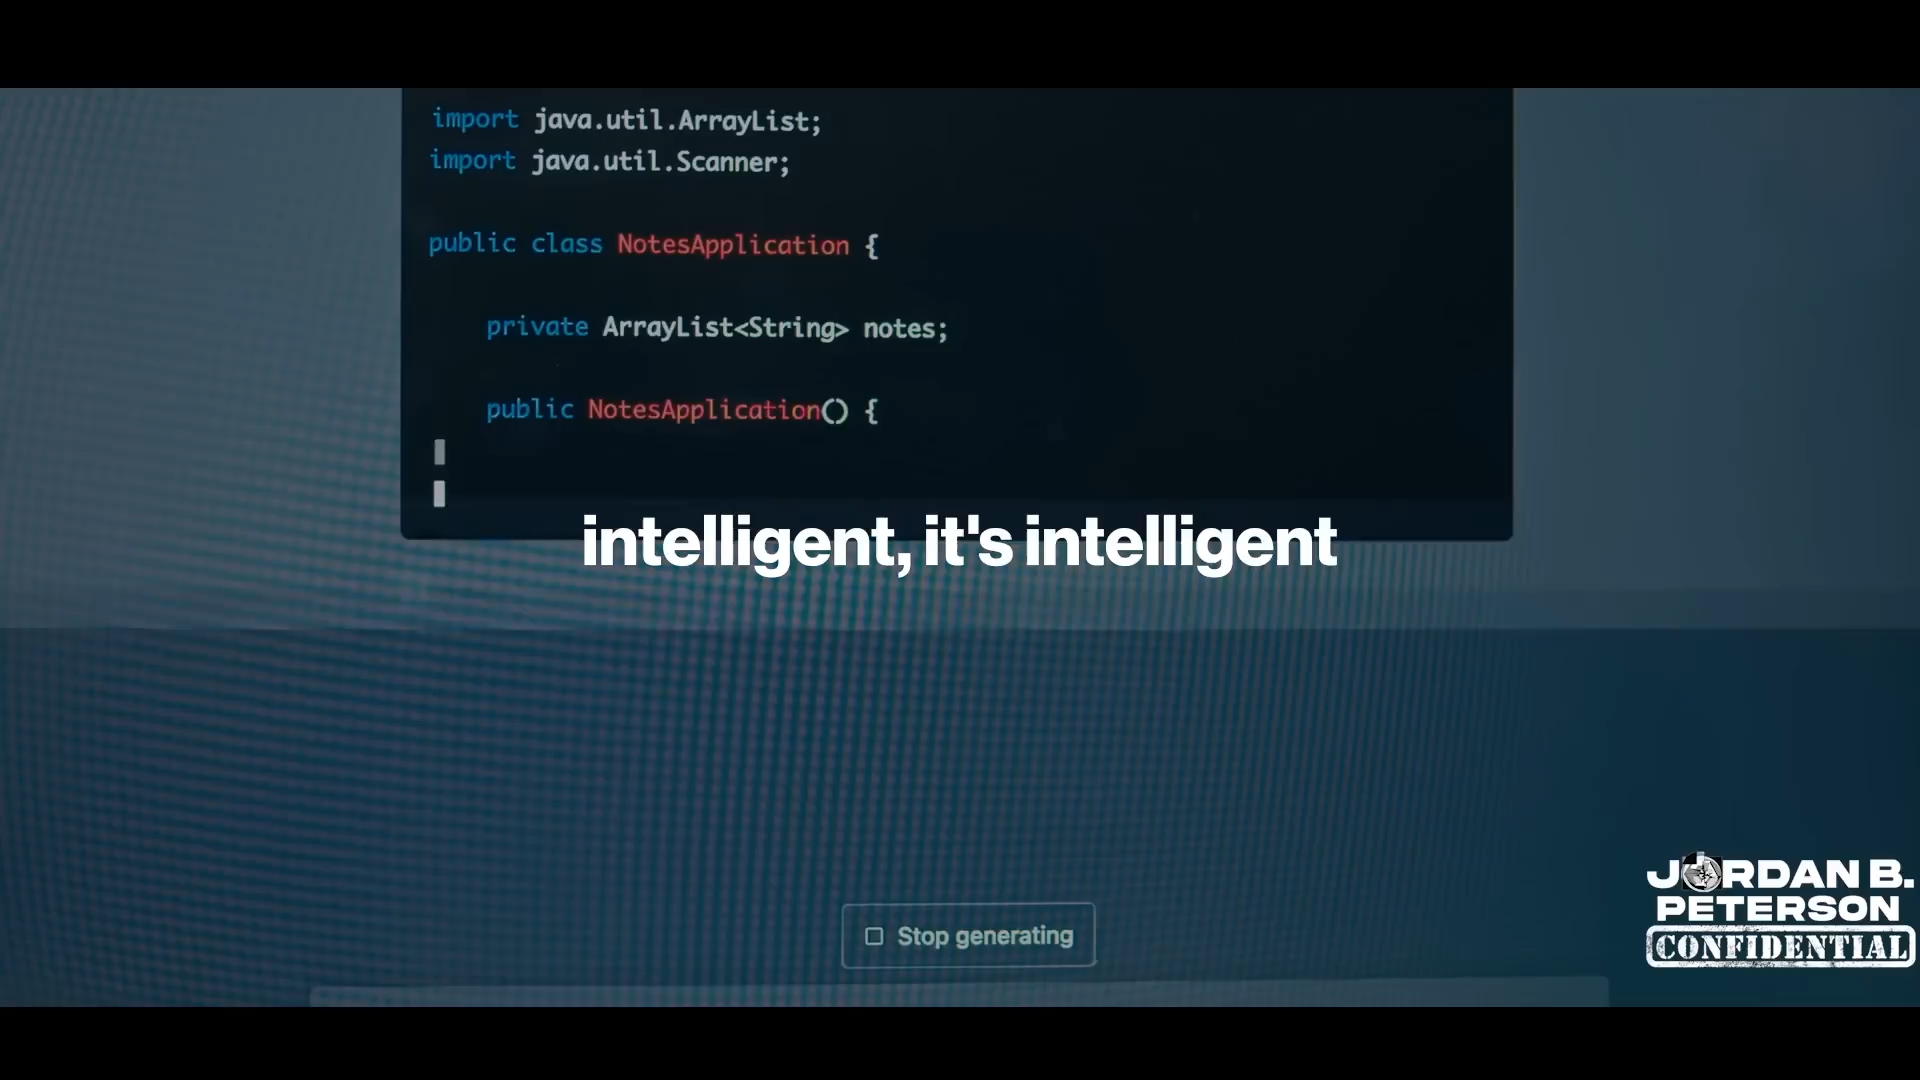 import java.util.ArrayList;
import java.util.Scanner;
public class NotesApplication {
private ArrayList<String> notes;
public NotesApplication() {
intelligent, it's intelligent
Stop generating
JORDAN B.
PETERSON
CONFIDENTIAL